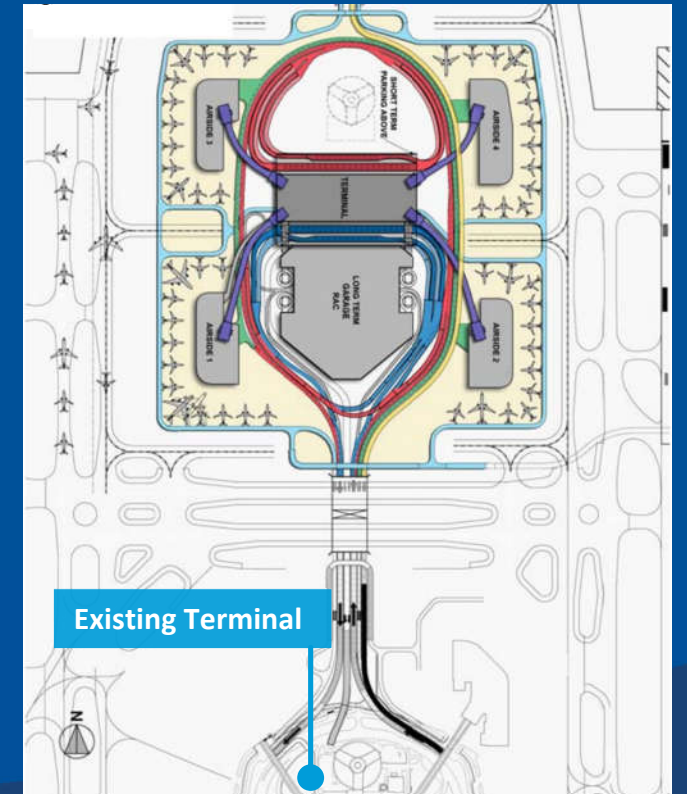 SHORT TERM
PARKING ABOVE
AIRSIDE 3
AIRSIDE 4
TERMINAL
LONG TERM
GARAGE
RAC
AIRSIDE 1
AIRSIDE 2
Existing Terminal
N